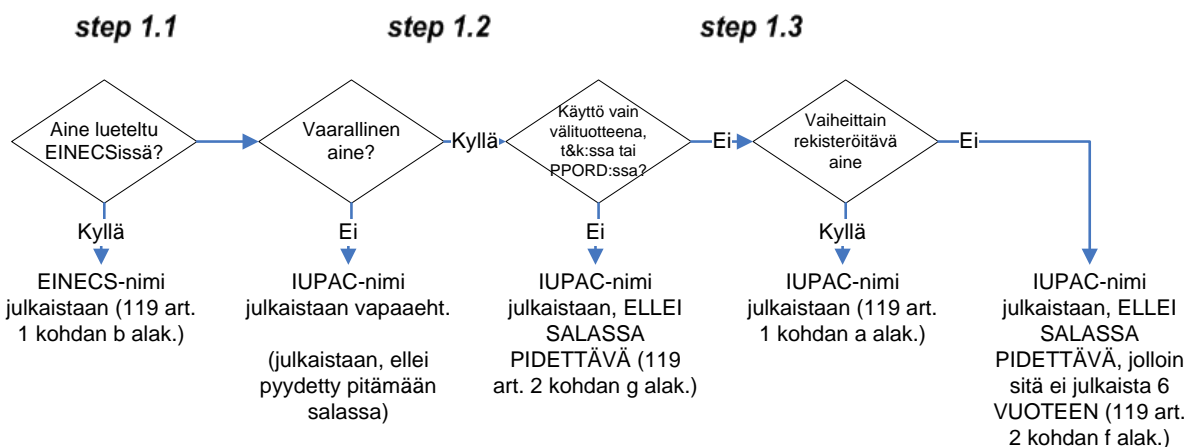 step 1.1
step 1.2
step 1.3
Aine lueteltu
EINECSissä?
Vaarallinen
aine?
Kyllä
Käyttö vain
välituotteena,
t&k:ssa tai
PPORD:ssa?
Ei
Vaiheittain
rekisteröitävä
aine
Ei
Kyllä
Ei
Ei
Kyllä
EINECS-nimi
julkaistaan (119 art.
1 kohdan b alak.)
IUPAC-nimi
julkaistaan vapaaeht.
(julkaistaan, ellei
pyydetty pitämään
salassa)
IUPAC-nimi
julkaistaan, ELLEI
SALASSA
PIDETTÄVÄ (119
art. 2 kohdan g alak.)
IUPAC-nimi
julkaistaan (119 art.
1 kohdan a alak.)
IUPAC-nimi
julkaistaan, ELLEI
SALASSA
PIDETTÄVÄ, jolloin
sitä ei julkaista 6
VUOTEEN (119 art.
2 kohdan f alak.)